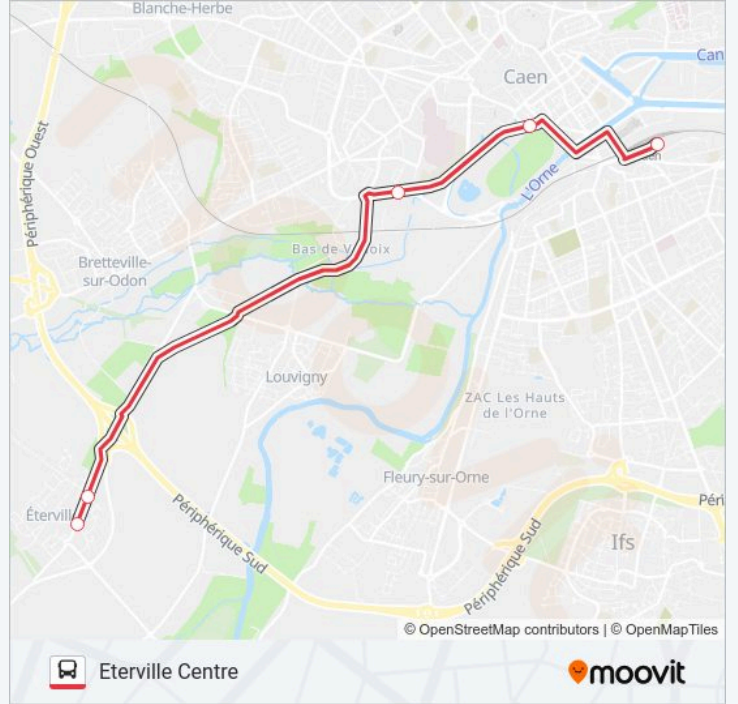 Blanche-Herbe
Caen
Can
Périphérique Ouest
L'Orne
Bretteville-
sur-Odon
Louvigny
ZAC Les Hauts
de l'Orne
Fleury-sur-Orne
Périphérique Sud
Périphérique Sud
Péri
Ifs
© OpenStreetMap contributors | © OpenMapTiles
Eterville Centre
moovit